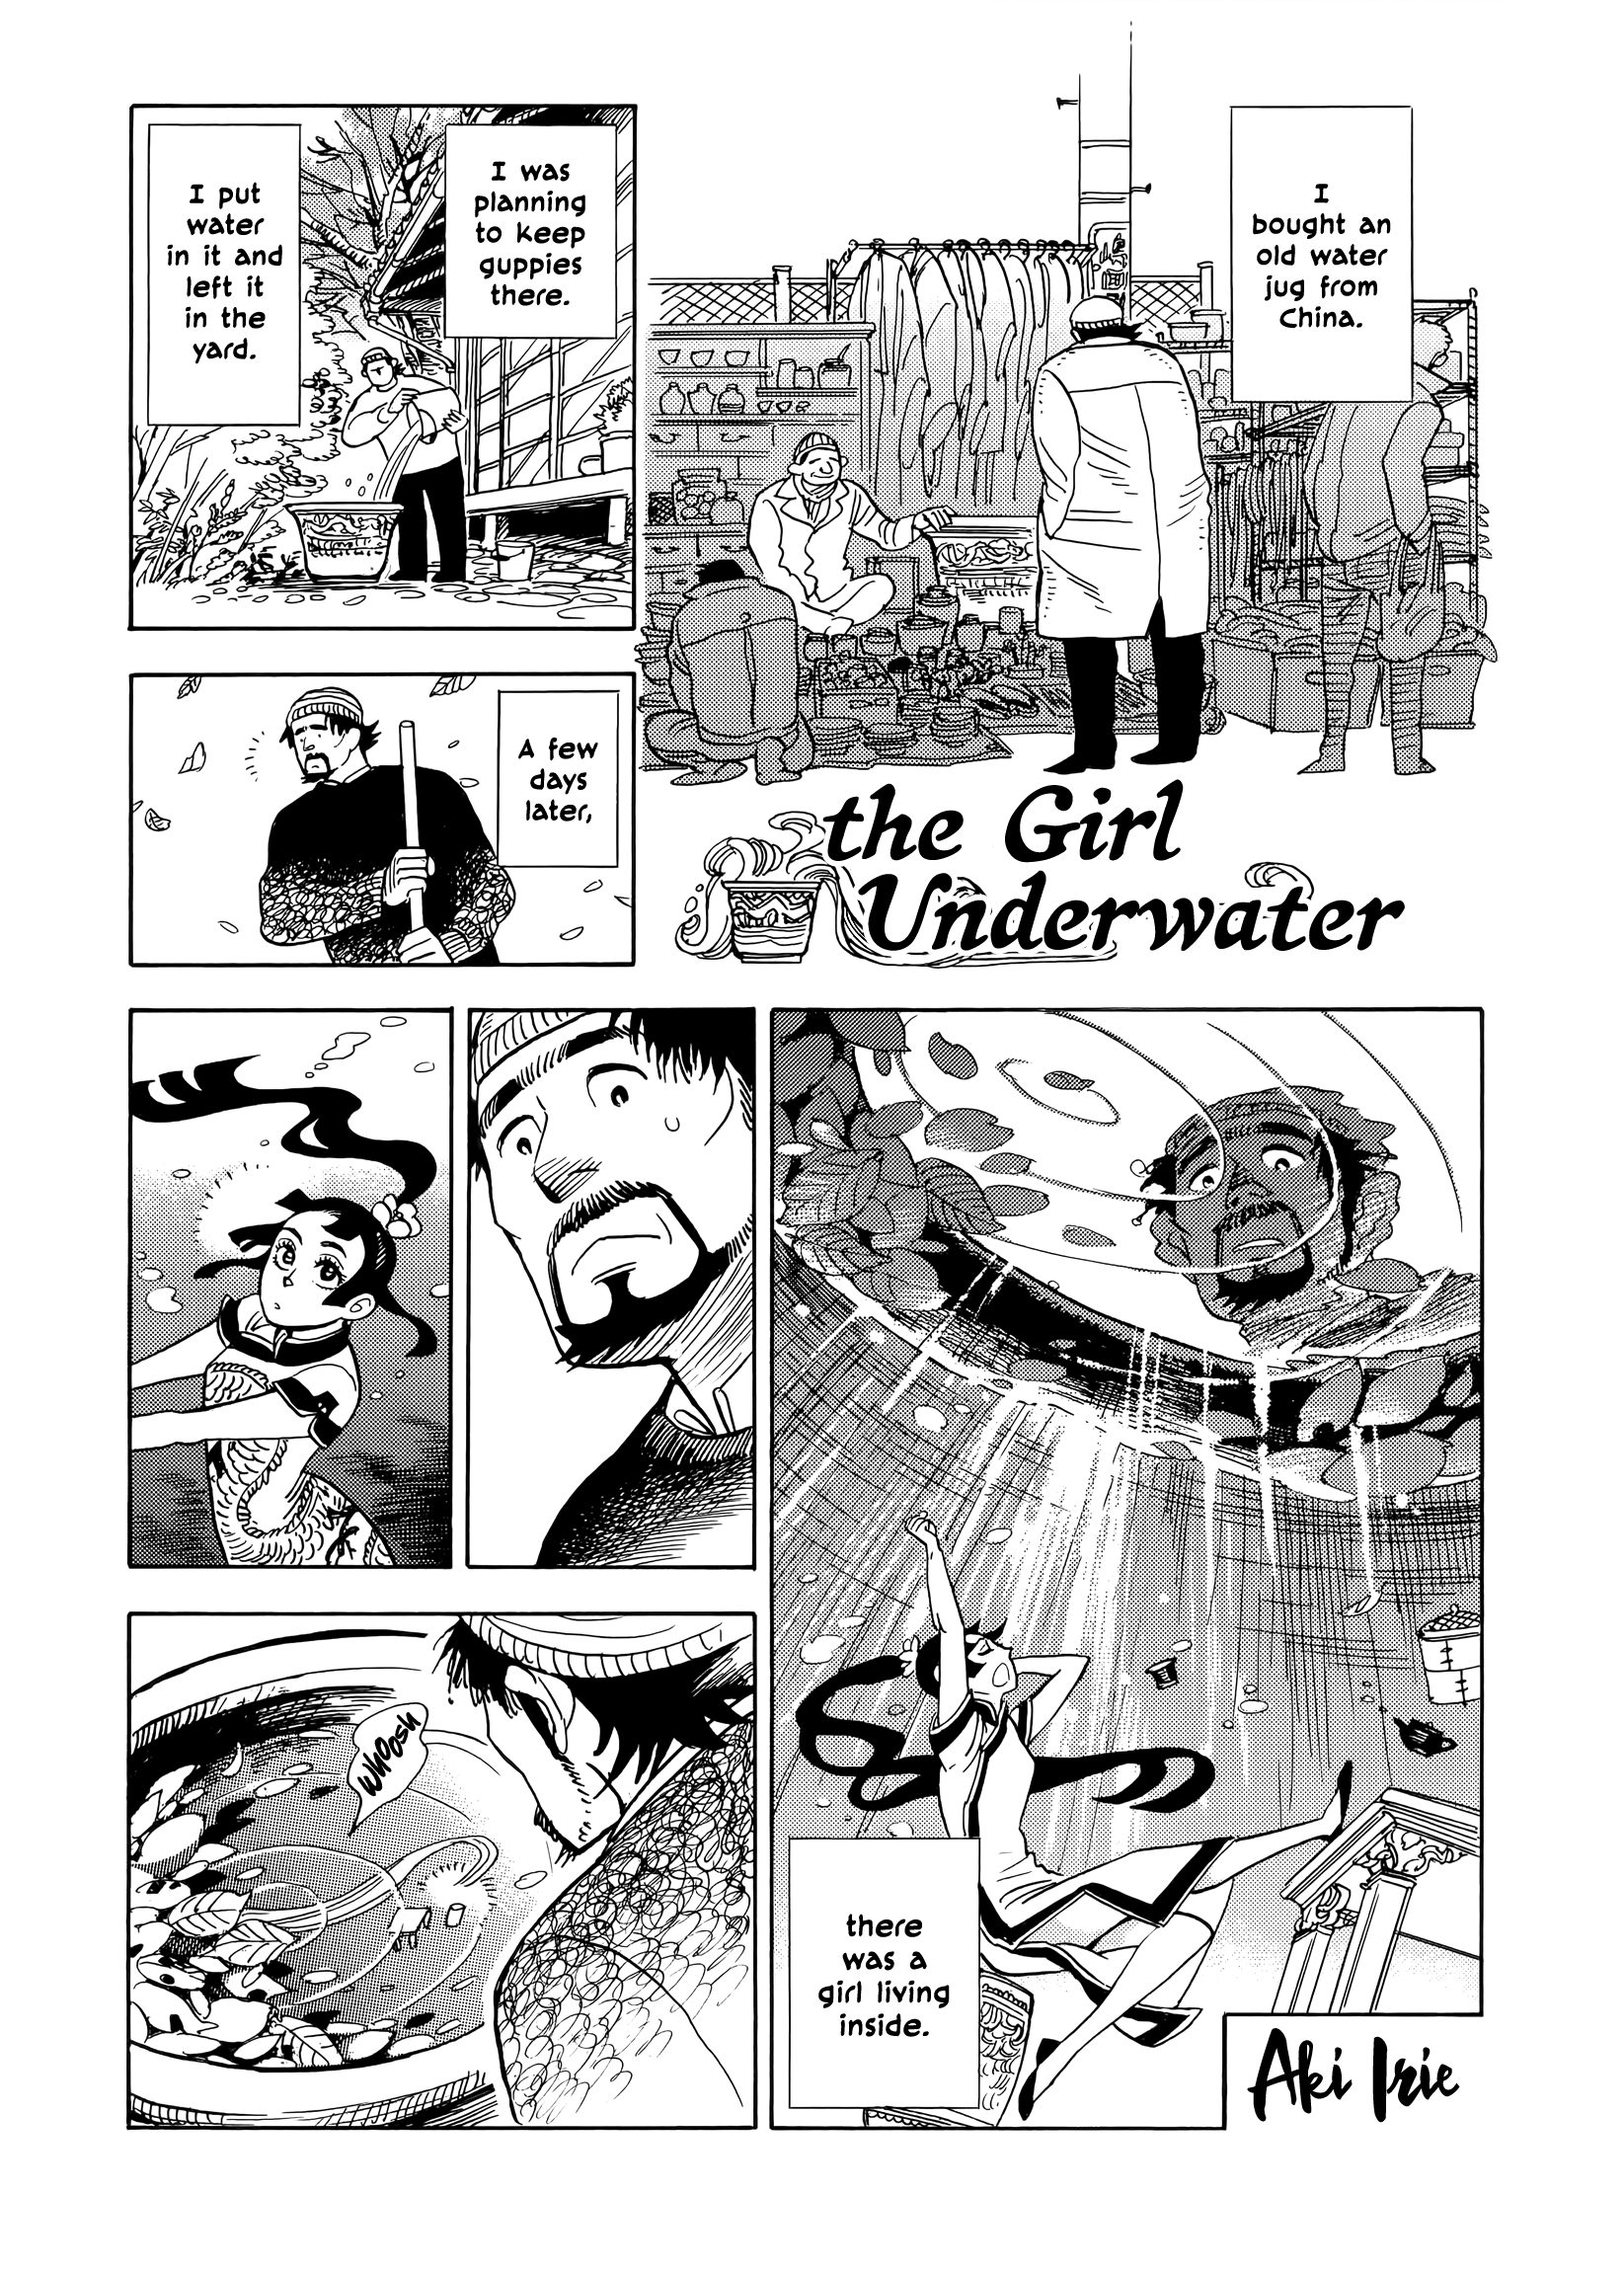 I
bought an
old water
jug from
China.
I was
planning
to keep
guppies
there.
I put
water
in it and
left it
in the
yard.
the Girl
Underwater
A few
days
later,
there
was a
girl living
inside.
Aki Irie
Whoosh